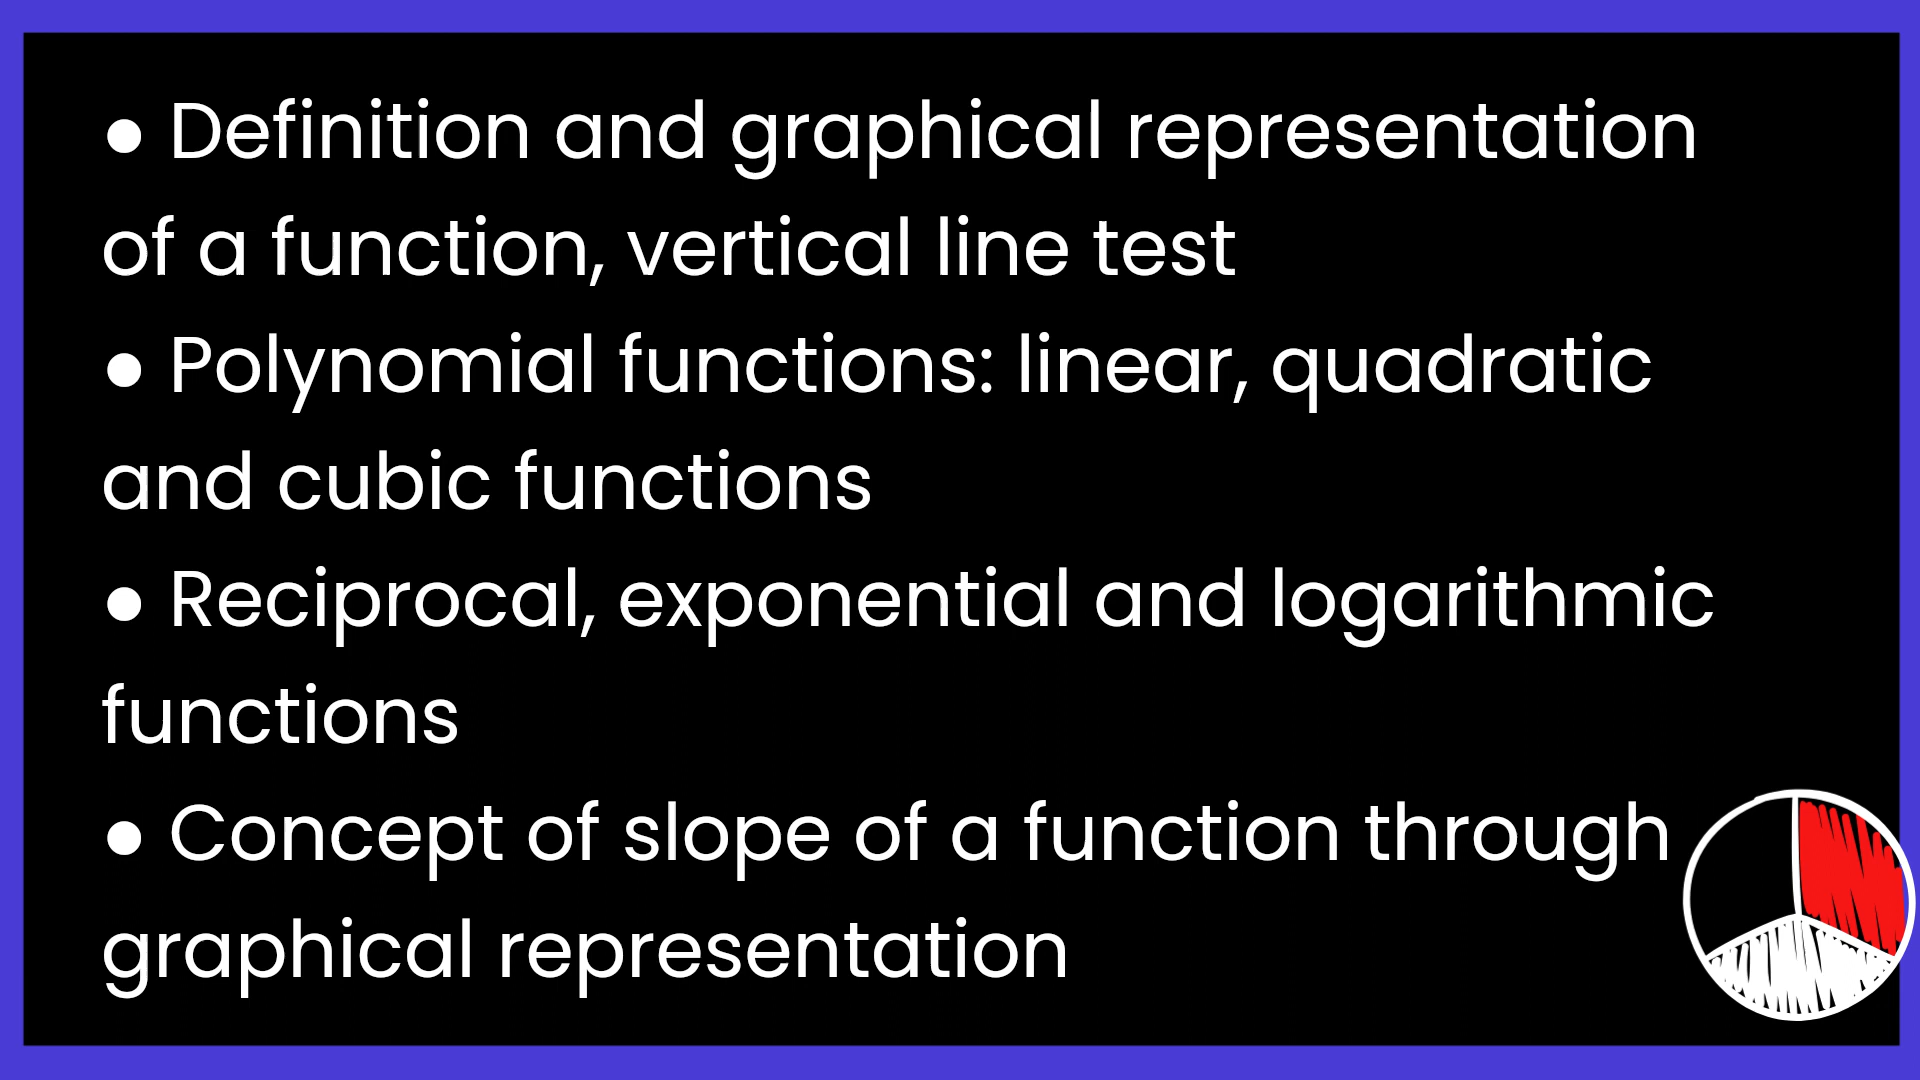 ● Definition and graphical representation
of a function, vertical line test
● Polynomial functions: linear, quadratic
and cubic functions
● Reciprocal, exponential and logarithmic
functions
● Concept of slope of a function through
graphical representation